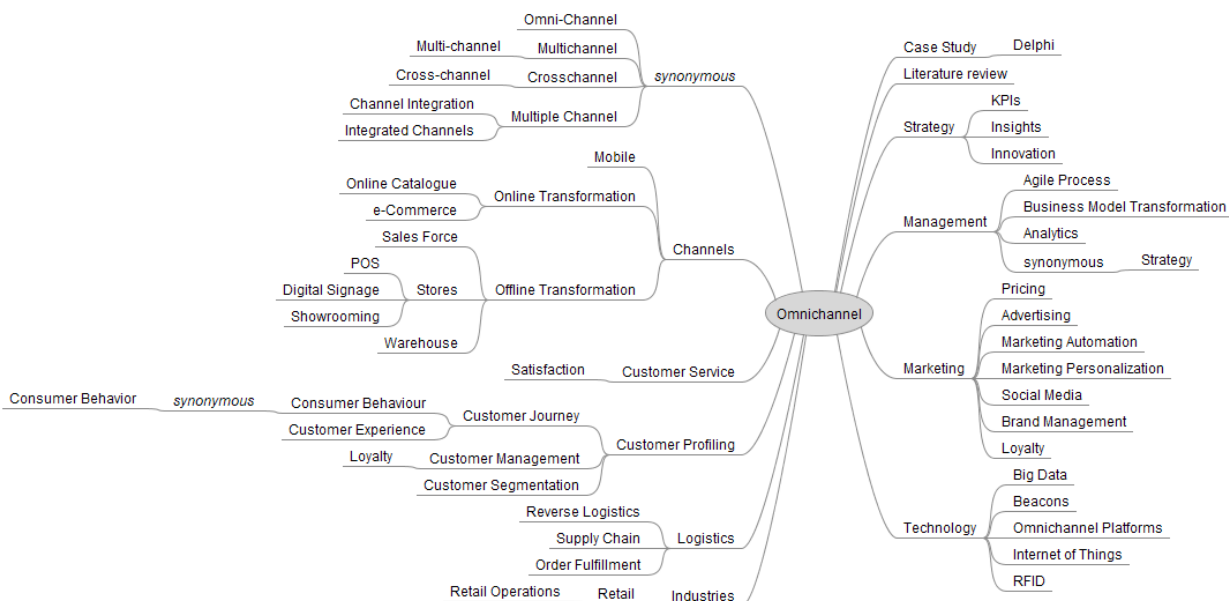 Omni-Channel
Multi-channel
Multichannel
Cross-channel
Crosschannel
synonymous
Channel Integration
Integrated Channels
Multiple Channel
Mobile
Online Catalogue
e-Commerce
Online Transformation
Sales Force
POS
Digital Signage
Showrooming
Stores
Offline Transformation
Warehouse
Channels
Satisfaction
Customer Service
Consumer Behavior
synonymous
Consumer Behaviour
Customer Experience
Customer Journey
Loyalty
Customer Management
Customer Segmentation
Customer Profiling
Reverse Logistics
Supply Chain
Order Fulfillment
Logistics
Retail Operations
Retail
Industries
Omnichannel
Case Study
Delphi
Literature review
Strategy
KPIs
Insights
Innovation
Management
Agile Process
Business Model Transformation
Analytics
synonymous
Strategy
Marketing
Pricing
Advertising
Marketing Automation
Marketing Personalization
Social Media
Brand Management
Loyalty
Technology
Big Data
Beacons
Omnichannel Platforms
Internet of Things
RFID